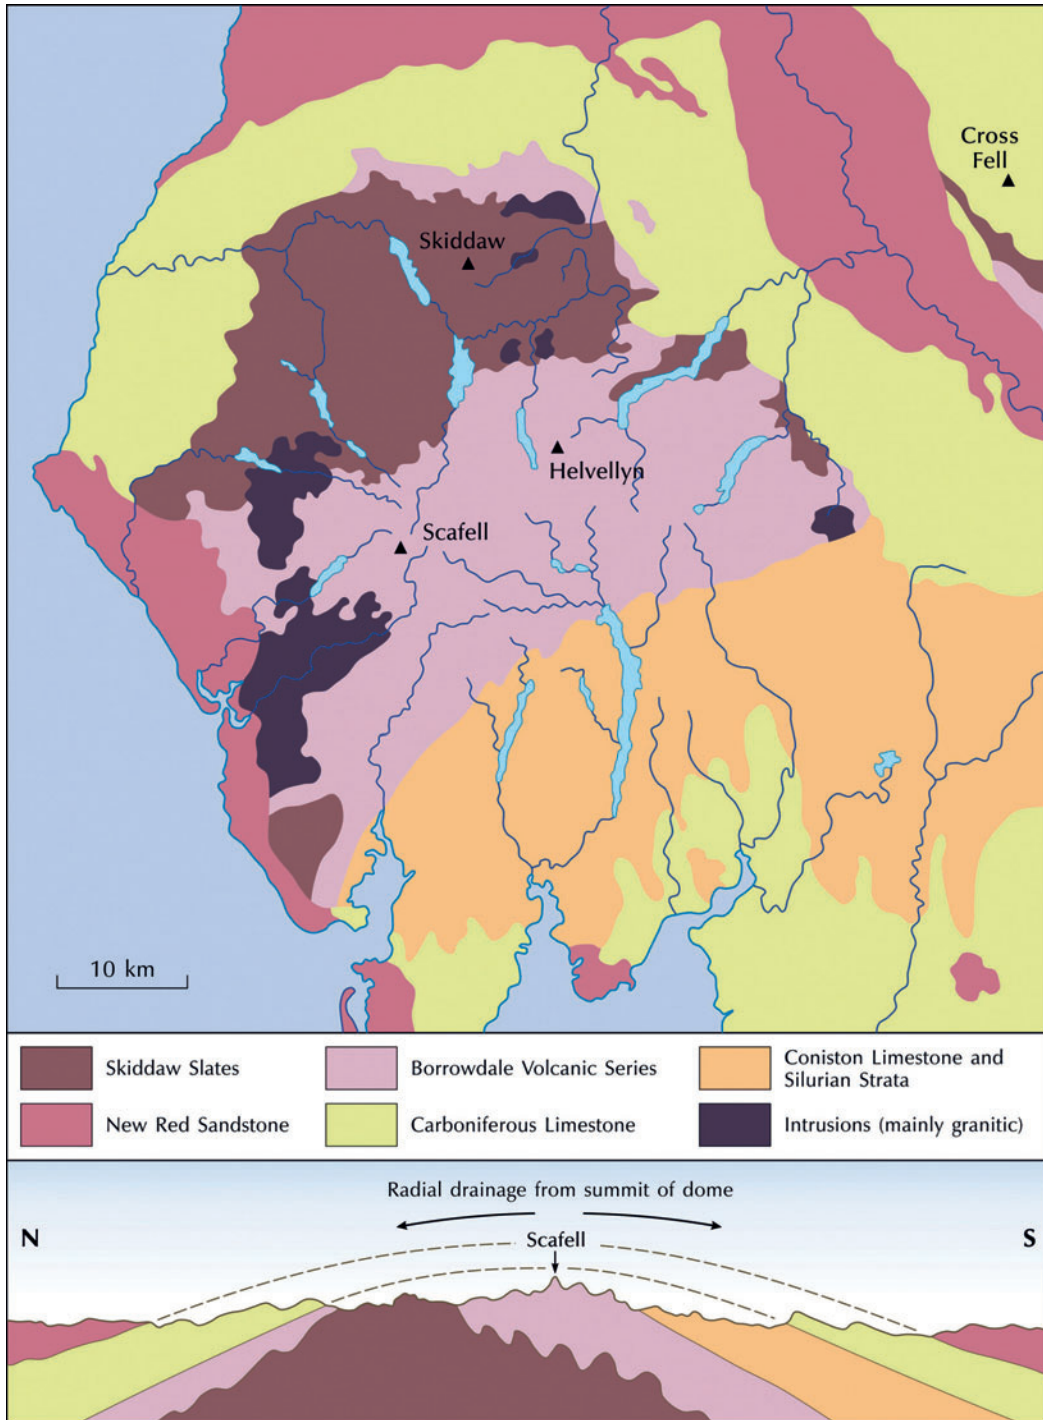 Cross
Fell
Skiddaw
Helvellyn
Scafell
10 km
Skiddaw Slates
Borrowdale Volcanic Series
Coniston Limestone and
Silurian Strata
New Red Sandstone
Carboniferous Limestone
Intrusions (mainly granitic)
Radial drainage from summit of dome
N
Scafell
S